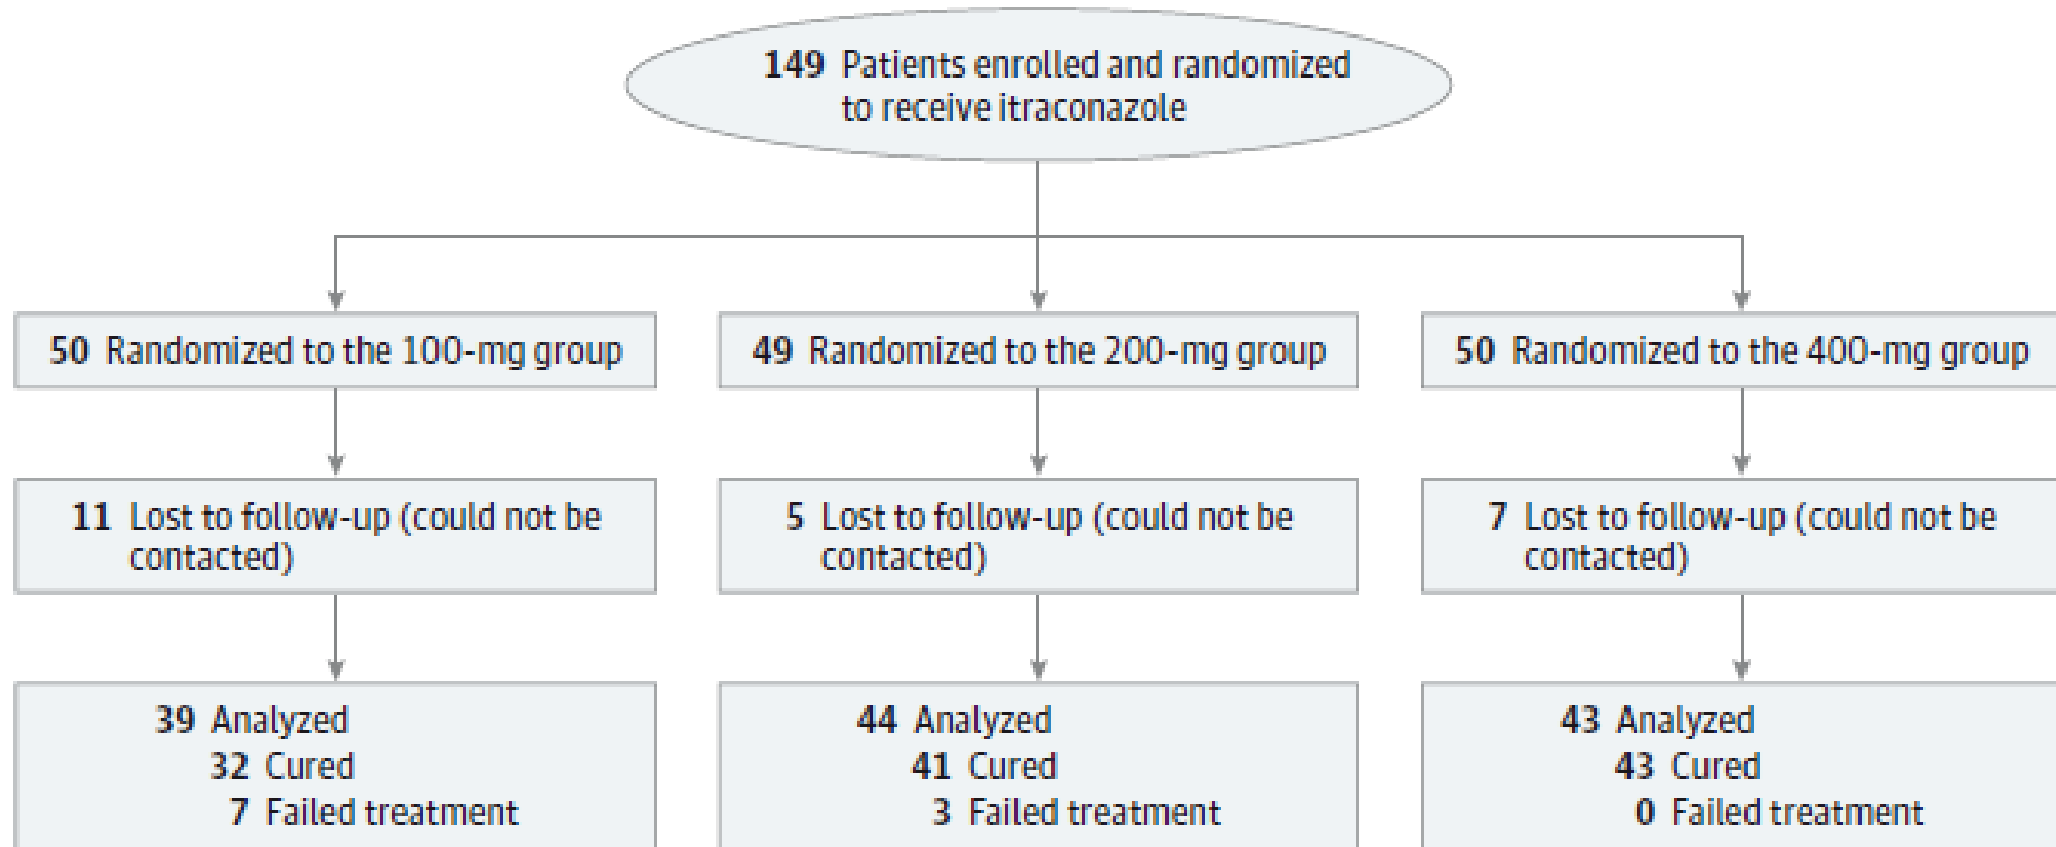 149 Patients enrolled and randomized
to receive itraconazole
50 Randomized to the 100-mg group
49 Randomized to the 200-mg group
50 Randomized to the 400-mg group
11 Lost to follow-up (could not be
contacted)
5 Lost to follow-up (could not be
contacted)
7 Lost to follow-up (could not be
contacted)
39 Analyzed
32 Cured
7 Failed treatment
44 Analyzed
41 Cured
3 Failed treatment
43 Analyzed
43 Cured
0 Failed treatment